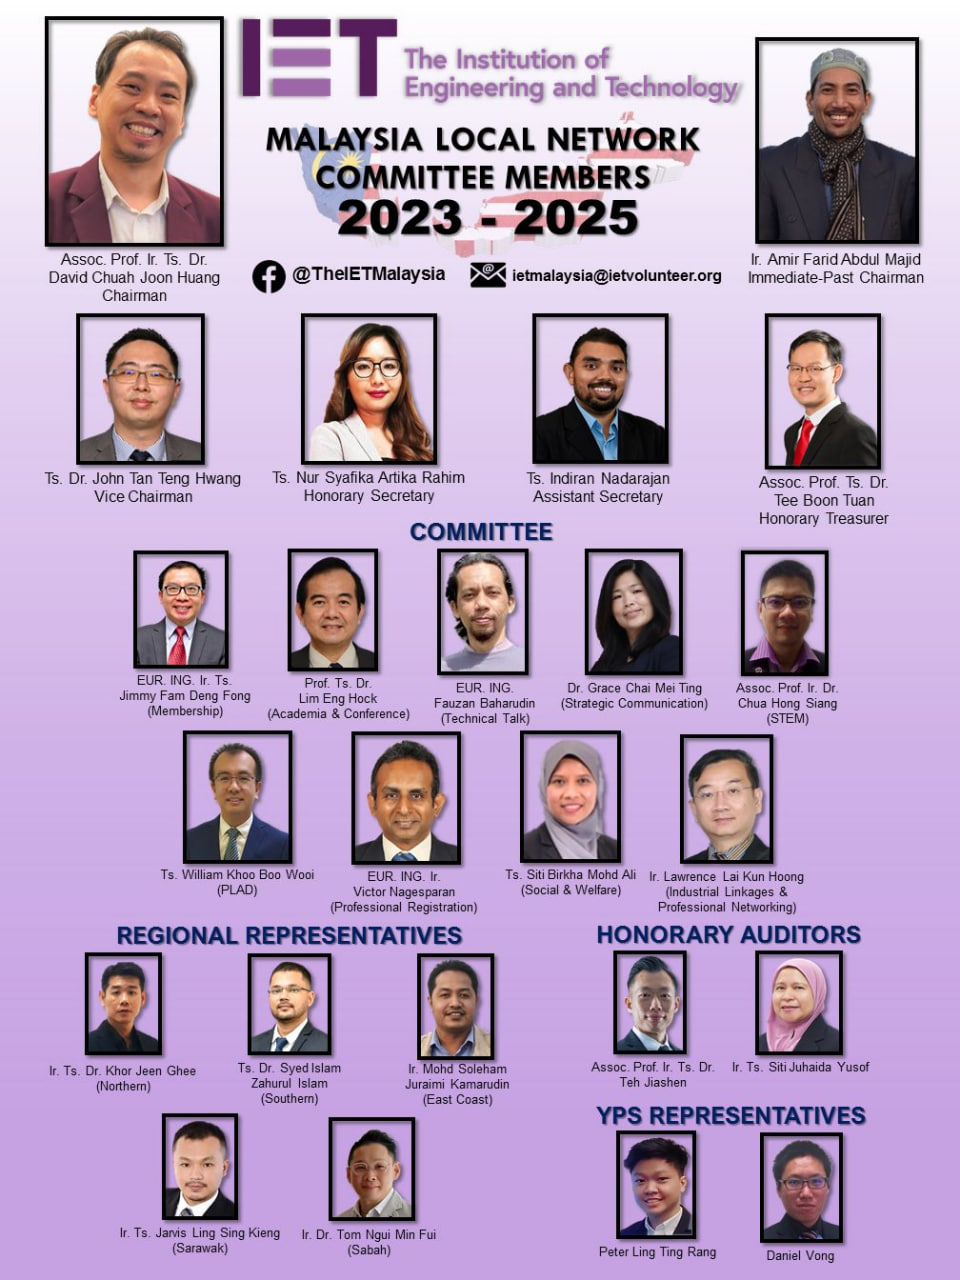 IET The Institution of
Engineering and Technology
MALAYSIA LOCAL NETWORK
COMMITTEE MEMBERS
2023 - 2025
@TheIETMalaysia
ietmalaysia@ietvolunteer.org
Assoc. Prof. Ir. Ts. Dr.
David Chuah Joon Huang
Chairman
Ir. Amir Farid Abdul Majid
Immediate-Past Chairman
Ts. Dr. John Tan Teng Hwang
Vice Chairman
Ts. Nur Syafika Artika Rahim
Honorary Secretary
Ts. Indiran Nadarajan
Assistant Secretary
Assoc. Prof. Ts. Dr.
Tee Boon Tuan
Honorary Treasurer
COMMITTEE
EUR. ING. Ir. Ts.
Jimmy Fam Deng Fong
(Membership)
Prof. Ts. Dr.
Lim Eng Hock
(Academia & Conference)
EUR. ING.
Fauzan Baharudin
(Technical Talk)
Dr. Grace Chai Mei Ting
(Strategic Communication)
Assoc. Prof. Ir. Dr.
Chua Hong Siang
(STEM)
Ts. William Khoo Boo Wooi
(PLAD)
EUR. ING. Ir.
Victor Nagesparan
(Professional Registration)
Ts. Siti Birkha Mohd Ali
(Social & Welfare)
Ir. Lawrence Lai Kun Hoong
(Industrial Linkages &
Professional Networking)
REGIONAL REPRESENTATIVES
Ir. Ts. Dr. Khor Jeen Ghee
(Northern)
Ts. Dr. Syed Islam
Zahurul Islam
(Southern)
Ir. Mohd Soleham
Juraimi Kamarudin
(East Coast)
Ir. Ts. Jarvis Ling Sing Kieng
(Sarawak)
Ir. Dr. Tom Ngui Min Fui
(Sabah)
HONORARY AUDITORS
Assoc. Prof. Ir. Ts. Dr.
Teh Jiashen
Ir. Ts. Siti Juhaida Yusof
YPS REPRESENTATIVES
Peter Ling Ting Rang
Daniel Vong